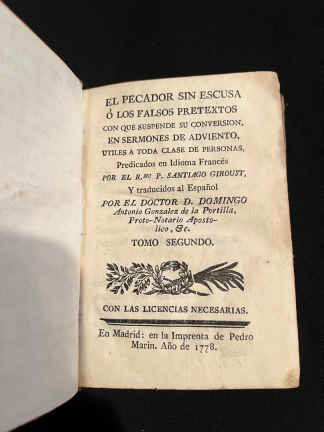 EL PECADOR SIN ESCUSA
Ó LOS FALSOS PRETEXTOS
CON QUE SUSPENDE SU CONVERSION,
EN SERMONES DE ADVIENTO,
UTILES A TODA CLASE DE PERSONAS,
Predicados en Idioma Francés
POR EL R.MO P. SANTIAGO GIROUST,
Y traducidos al Español
POR EL DOCTOR D. DOMINGO
Antonio Gonzalez de la Portilla,
Proto-Notario Aposto-
lico, &c.
TOMO SEGUNDO.
CON LAS LICENCIAS NECESARIAS.
En Madrid: en la Imprenta de Pedro
Marin. Año de 1778.